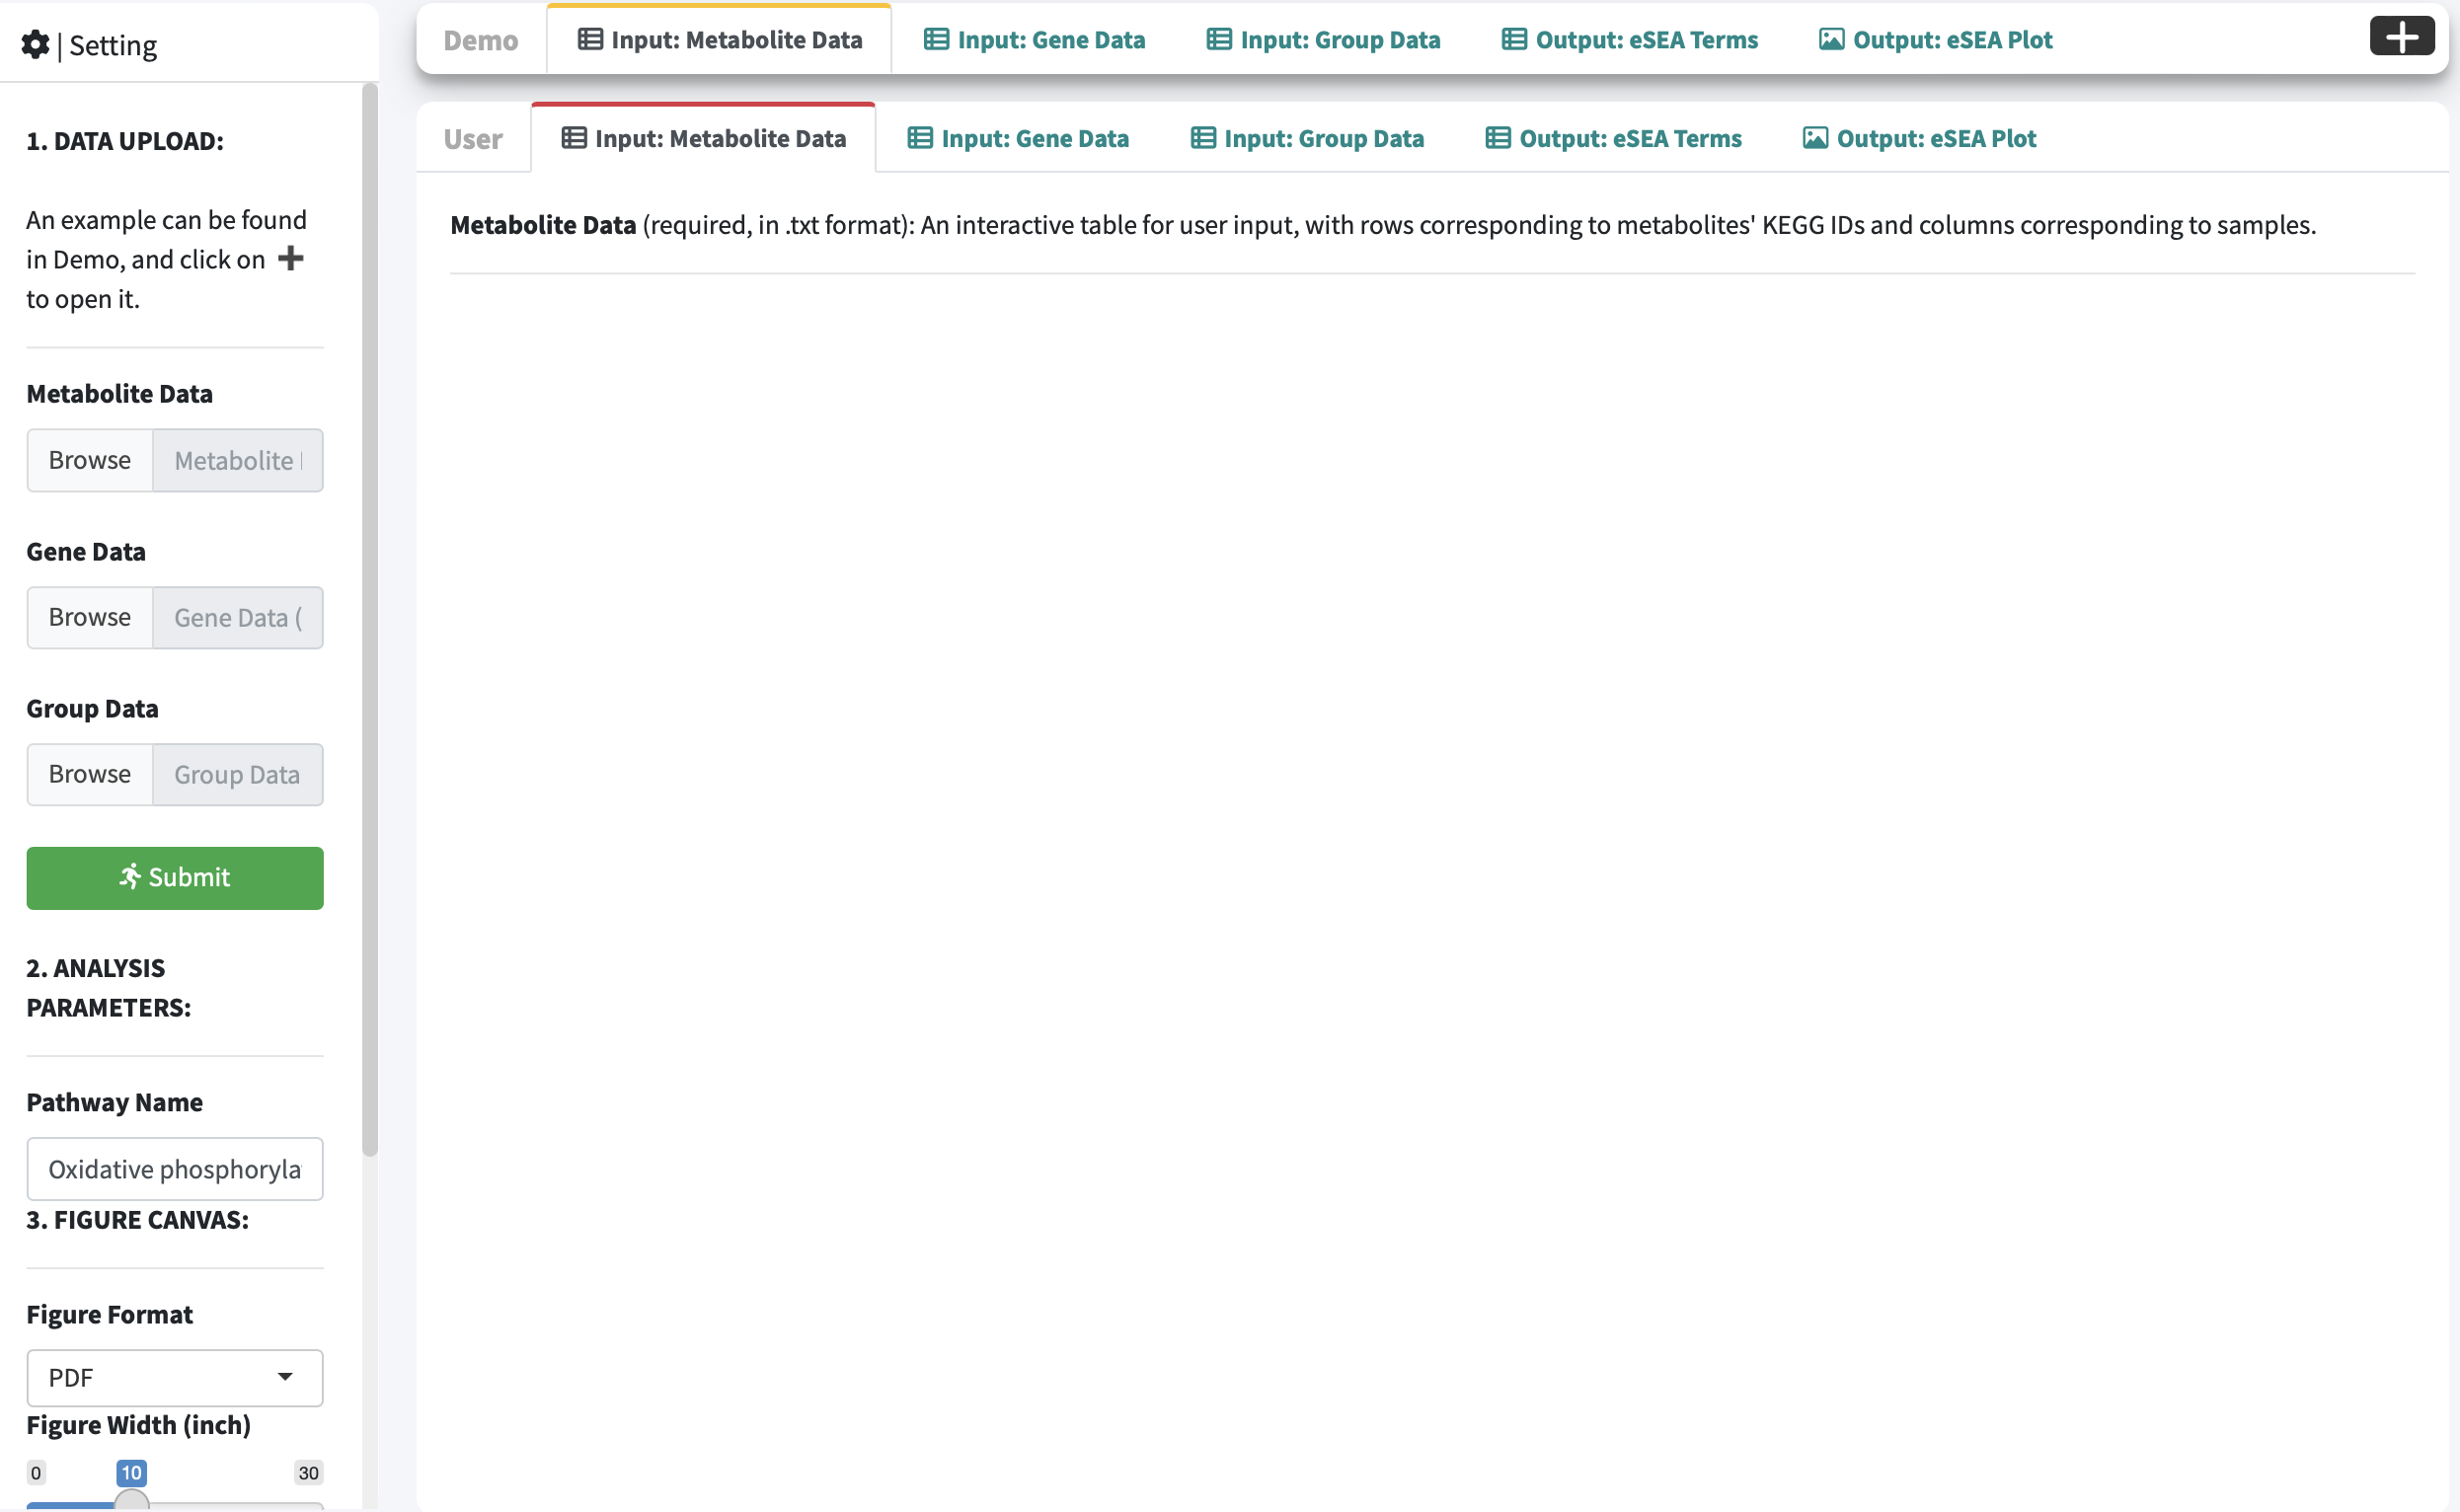 | Setting
1. DATA UPLOAD:
An example can be found
in Demo, and click on
to open it.
Metabolite Data
Browse Metabolite
Gene Data
Browse Gene Data (
Group Data
Browse Group Data
Submit
2. ANALYSIS
PARAMETERS:
Pathway Name
Oxidative phosphoryla
3. FIGURE CANVAS:
Figure Format
PDF
Figure Width (inch)
0 10 30
Demo Input: Metabolite Data Input: Gene Data Input: Group Data Output: eSEA Terms Output: eSEA Plot
User Input: Metabolite Data Input: Gene Data Input: Group Data Output: eSEA Terms Output: eSEA Plot
Metabolite Data (required, in .txt format): An interactive table for user input, with rows corresponding to metabolites' KEGG IDs and columns corresponding to samples.